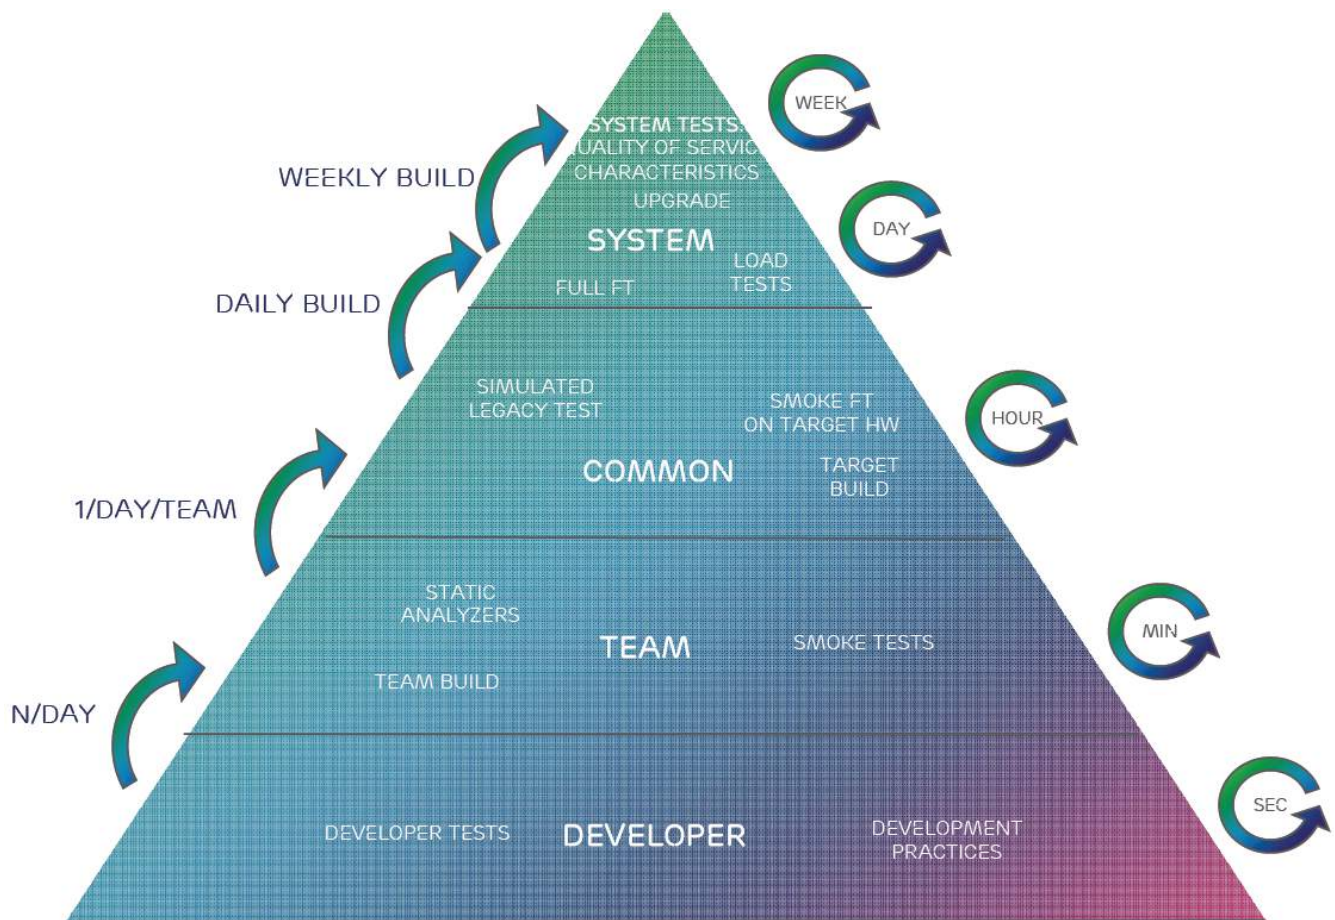 WEEK
SYSTEM TESTS:
QUALITY OF SERVIC
CHARACTERISTICS
WEEKLY BUILD
UPGRADE
DAY
SYSTEM
LOAD
TESTS
FULL FT
DAILY BUILD
SIMULATED
LEGACY TEST
SMOKE FT
ON TARGET HW
HOUR
COMMON
TARGET
BUILD
1/DAY/TEAM
STATIC
ANALYZERS
TEAM
SMOKE TESTS
MIN
TEAM BUILD
N/DAY
SEC
DEVELOPER TESTS
DEVELOPER
DEVELOPMENT
PRACTICES